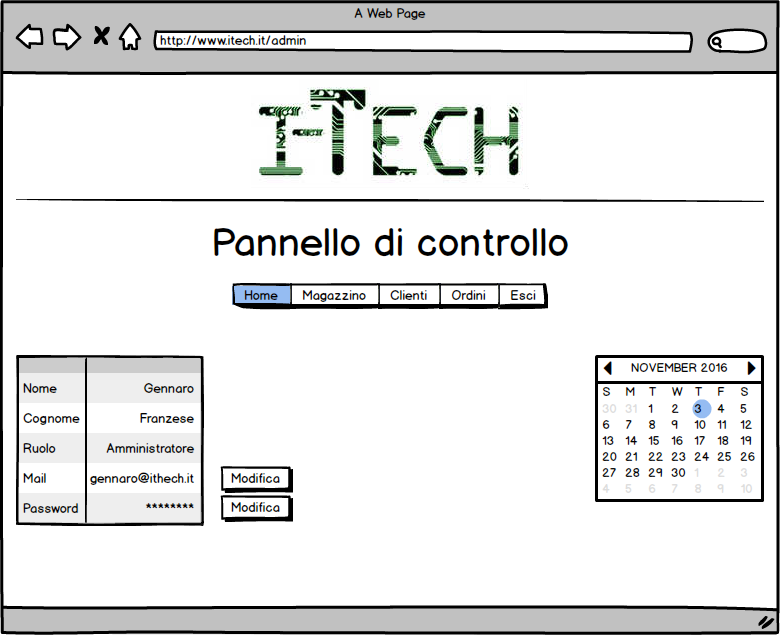 A Web Page
http://www.itech.it/admin
I-TECH
Pannello di controllo
Home Magazzino Clienti Ordini Esci
Nome Gennaro
Cognome Franzese
Ruolo Amministratore
Mail gennaro@ithech.it Modifica
Password ******** Modifica
NOVEMBER 2016
S M T W T F S
30 31 1 2 3 4 5
6 7 8 9 10 11 12
13 14 15 16 17 18 19
20 21 22 23 24 25 26
27 28 29 30 1 2 3
4 5 6 7 8 9 10